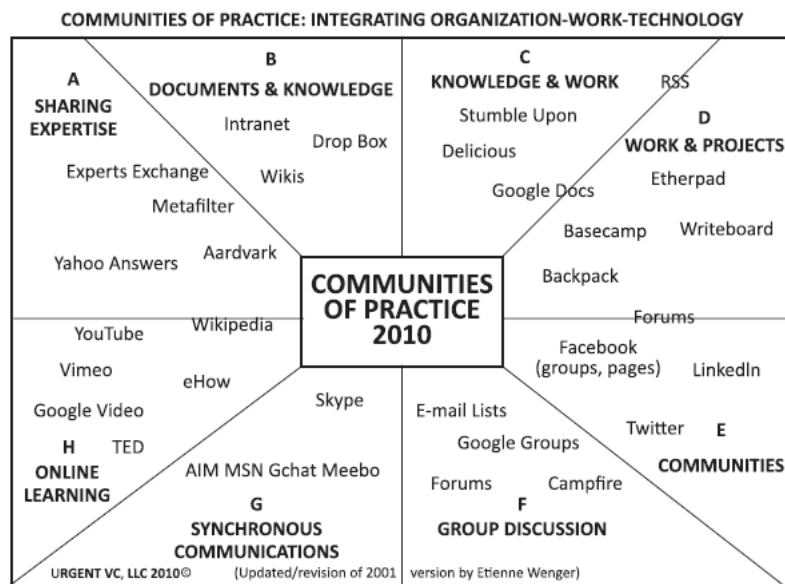 COMMUNITIES OF PRACTICE: INTEGRATING ORGANIZATION-WORK-TECHNOLOGY
A
SHARING
EXPERTISE
Experts Exchange
Metafilter
Aardvark
Yahoo Answers
B
DOCUMENTS & KNOWLEDGE
Intranet
Drop Box
Wikis
C
KNOWLEDGE & WORK
Stumble Upon
Delicious
Google Docs
RSS
D
WORK & PROJECTS
Etherpad
Basecamp
Writeboard
Backpack
Forums
COMMUNITIES
OF PRACTICE
2010
Facebook
(groups, pages)
LinkedIn
Twitter
E
COMMUNITIES
E-mail Lists
Google Groups
Forums
Campfire
F
GROUP DISCUSSION
Skype
AIM MSN Gchat Meebo
G
SYNCHRONOUS
COMMUNICATIONS
Wikipedia
YouTube
Vimeo
eHow
Google Video
TED
H
ONLINE
LEARNING
URGENT VC, LLC 2010© (Updated/revision of 2001 version by Etienne Wenger)